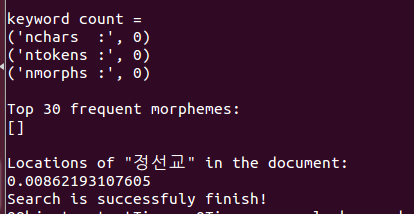 keyword count =
('nchars  :', 0)
('ntokens :', 0)
('nmorphs :', 0)
Top 30 frequent morphemes:
[]
Locations of "정선교" in the document:
0.00862193107605
Search is successfuly finish!